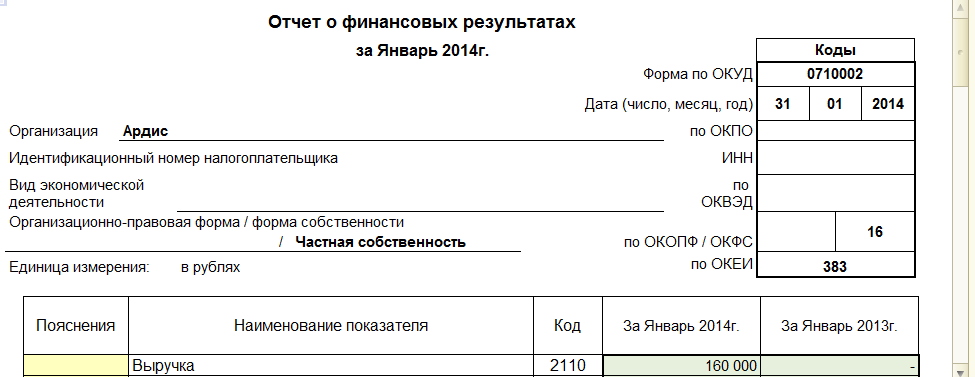 Отчет о финансовых результатах
за Январь 2014г.
Коды
Форма по ОКУД 0710002
Дата (число, месяц, год) 31 01 2014
Организация Ардис по ОКПО
Идентификационный номер налогоплательщика ИНН
Вид экономической
деятельности
по
ОКВЭД
Организационно-правовая форма / форма собственности
/ Частная собственность по ОКОПФ / ОКФС 16
Единица измерения: в рублях по ОКЕИ 383
Пояснения Наименование показателя Код За Январь 2014г. За Январь 2013г.
Выручка 2110 160 000 -